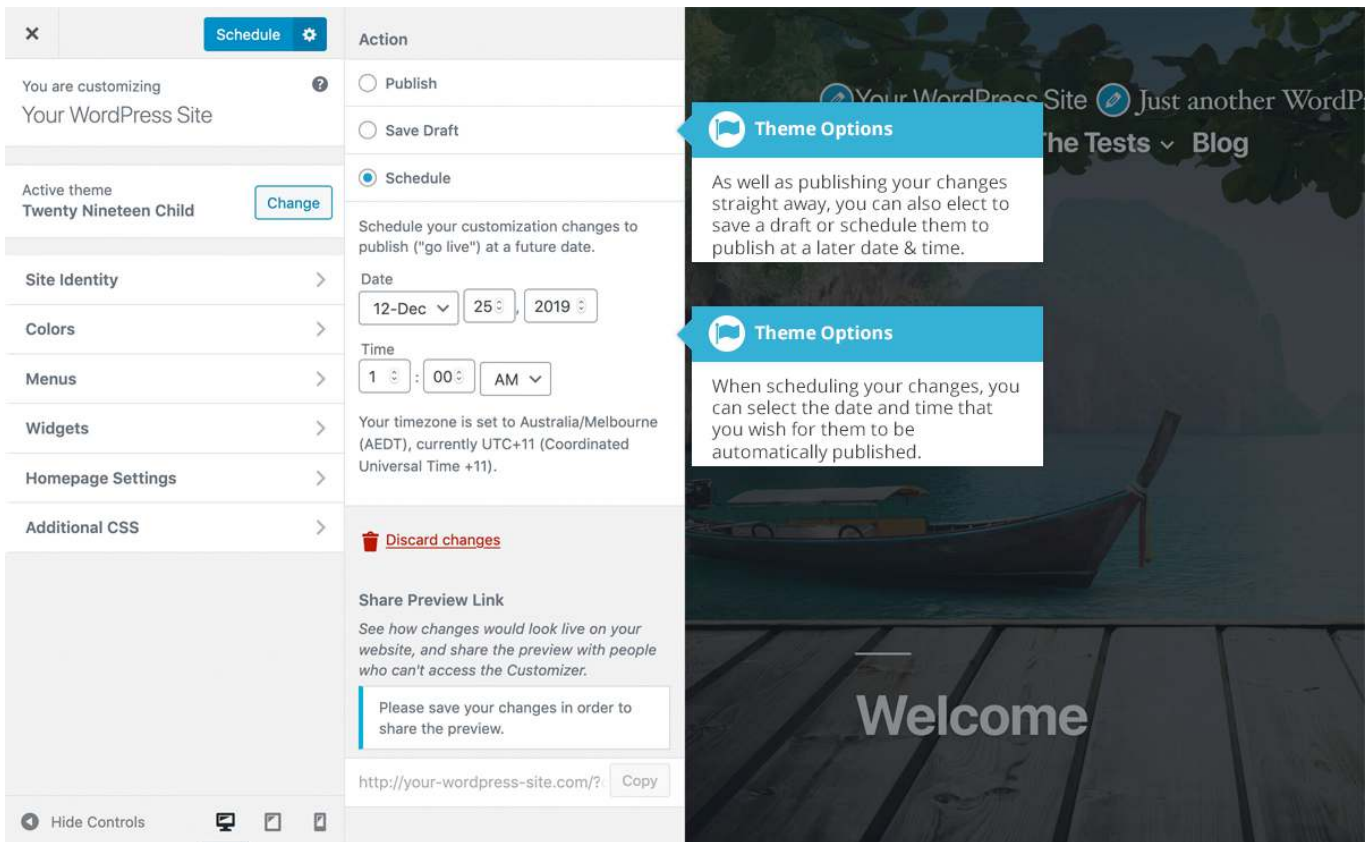 Schedule
You are customizing
Your WordPress Site
Active theme
Twenty Nineteen Child
Change
Site Identity
Colors
Menus
Widgets
Homepage Settings
Additional CSS
Hide Controls
Action
Publish
Save Draft
Schedule
Schedule your customization changes to
publish ("go live") at a future date.
Date
12-Dec 25 , 2019
Time
1 : 00 AM
Your timezone is set to Australia/Melbourne
(AEDT), currently UTC+11 (Coordinated
Universal Time +11).
Discard changes
Share Preview Link
See how changes would look live on your
website, and share the preview with people
who can't access the Customizer.
Please save your changes in order to
share the preview.
http://your-wordpress-site.com/?
Copy
Your WordPress Site Just another WordP
he Tests Blog
Theme Options
As well as publishing your changes
straight away, you can also elect to
save a draft or schedule them to
publish at a later date & time.
Theme Options
When scheduling your changes, you
can select the date and time that
you wish for them to be
automatically published.
Welcome